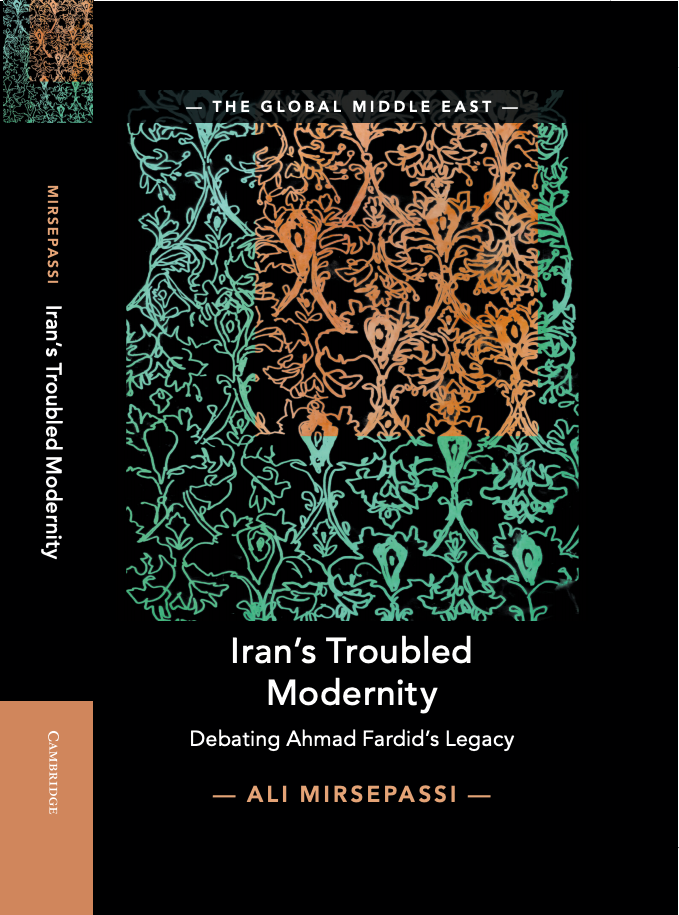 MIRSEPASSI
Iran's Troubled Modernity
CAMBRIDGE
— THE GLOBAL MIDDLE EAST —
Iran's Troubled
Modernity
Debating Ahmad Fardid's Legacy
— ALI MIRSEPASSI —